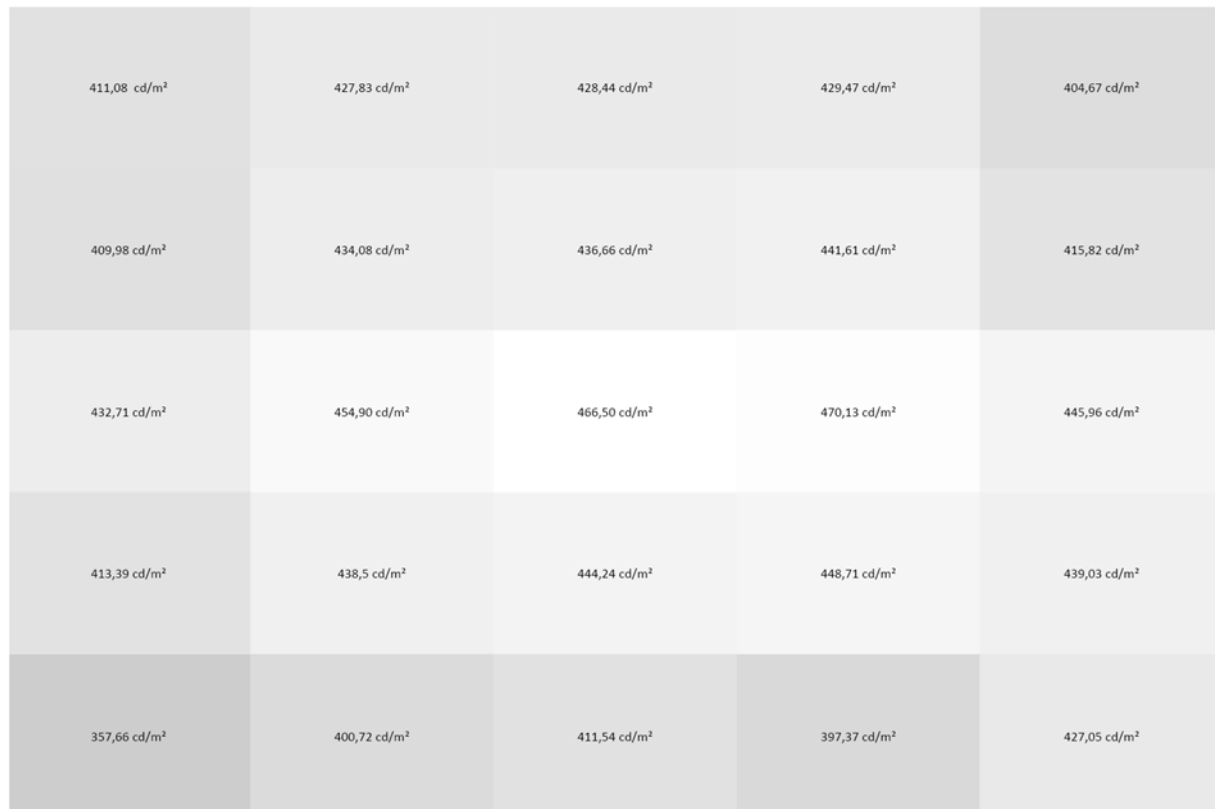 411,08  cd/m²
427,83 cd/m²
428,44 cd/m²
429,47 cd/m²
404,67 cd/m²
409,98 cd/m²
434,08 cd/m²
436,66 cd/m²
441,61 cd/m²
415,82 cd/m²
432,71 cd/m²
454,90 cd/m²
466,50 cd/m²
470,13 cd/m²
445,96 cd/m²
413,39 cd/m²
438,5 cd/m²
444,24 cd/m²
448,71 cd/m²
439,03 cd/m²
357,66 cd/m²
400,72 cd/m²
411,54 cd/m²
397,37 cd/m²
427,05 cd/m²